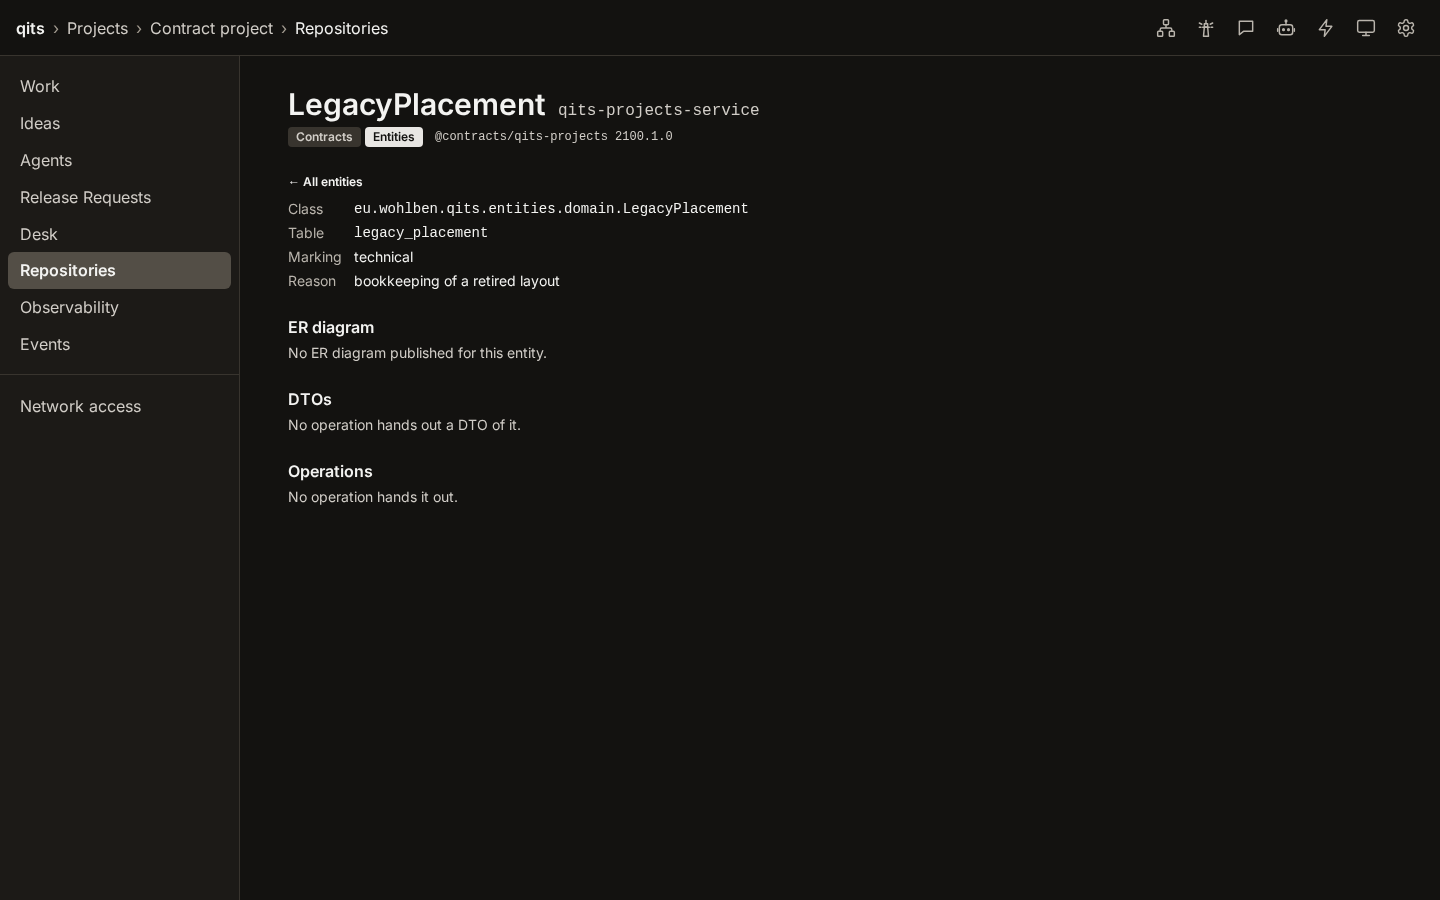 qits › Projects › Contract project › Repositories
Work
Ideas
Agents
Release Requests
Desk
Repositories
Observability
Events
Network access
LegacyPlacement qits-projects-service
Contracts Entities @contracts/qits-projects 2100.1.0
← All entities
Class eu.wohlben.qits.entities.domain.LegacyPlacement
Table legacy_placement
Marking technical
Reason bookkeeping of a retired layout
ER diagram
No ER diagram published for this entity.
DTOs
No operation hands out a DTO of it.
Operations
No operation hands it out.